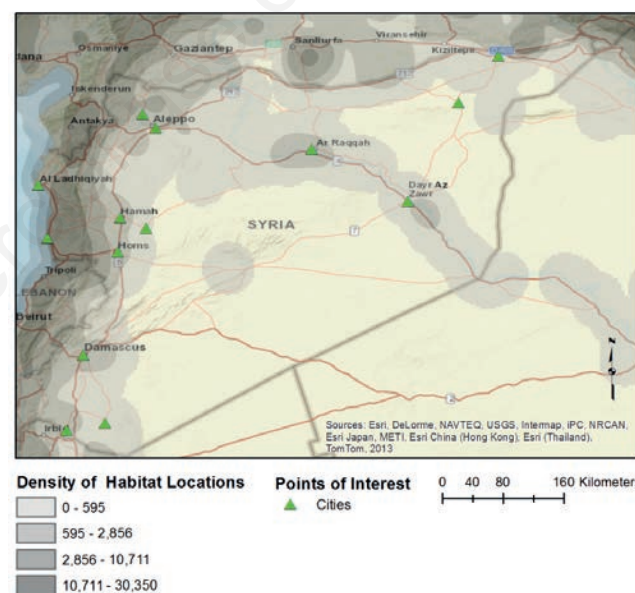 Osmaniye
Gaziantep
Sanliurfa
Viransehir
Kiziltepe
Iskenderun
Antakya
Aleppo
Ar Raqqah
Al Ladhiqiyah
Dayr Az
Zawr
Hamah
SYRIA
7
Homs
Tripoli
LEBANON
Beirut
Damascus
N
2
Sources: Esri, DeLorme, NAVTEQ, USGS, Intermap, iPC, NRCAN,
Esri Japan, METI, Esri China (Hong Kong), Esri (Thailand),
TomTom, 2013
Density of Habitat Locations
0 - 595
595 - 2,856
2,856 - 10,711
10,711 - 30,350
Points of Interest
Cities
0 40 80 160 Kilometer